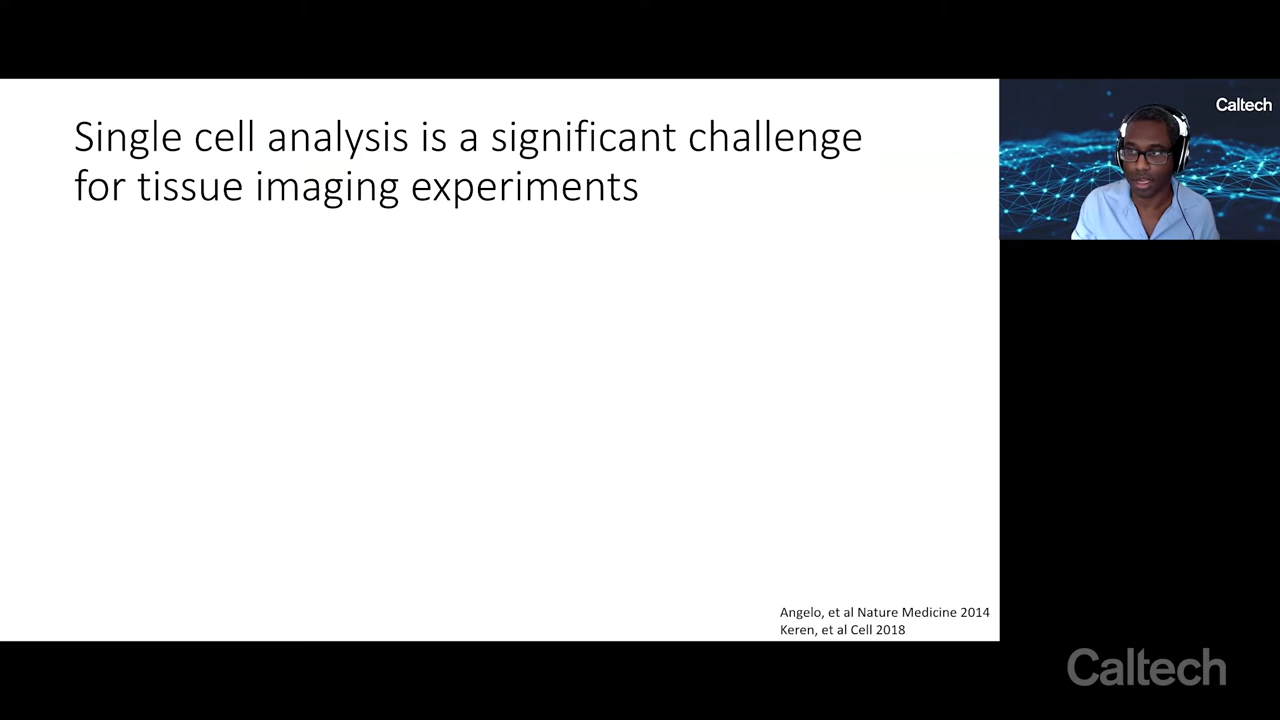 Single cell analysis is a significant challenge
for tissue imaging experiments
Caltech
Angelo, et al Nature Medicine 2014
Keren, et al Cell 2018
Caltech